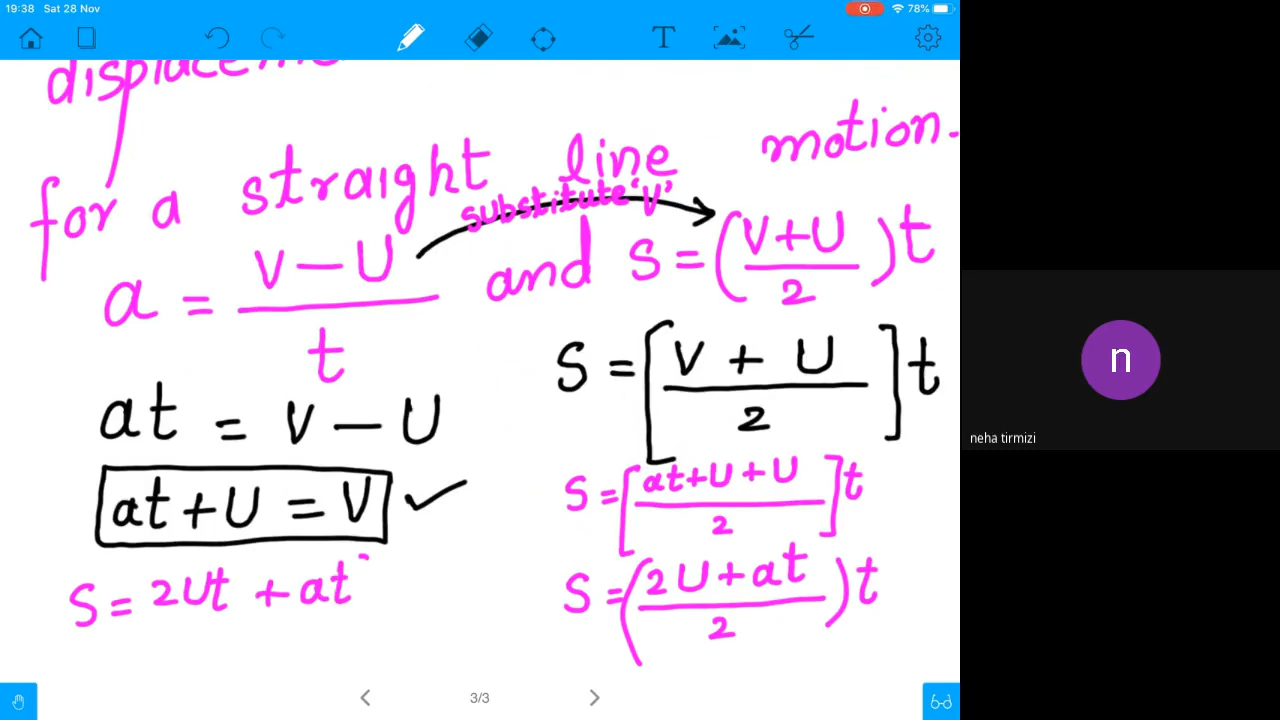 19:38 Sat 28 Nov 78%
T
displaceme
for a straight line motion.
substitute 'V'
a = V - U / t and S = (V+U / 2) t
S = [V + U / 2] t
at = V - U
at + U = V ✓
S = [at+U+U / 2] t
S = (2U+at / 2) t
S = 2Ut + at
3/3
n
neha tirmizi